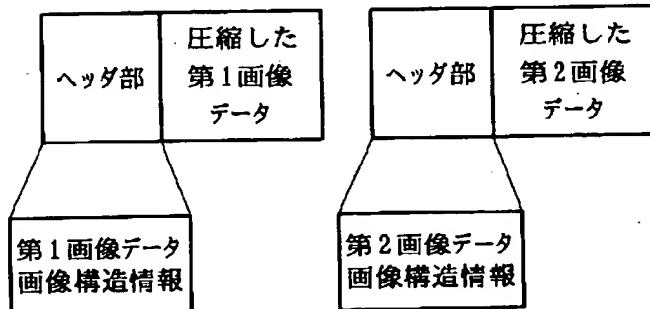 ヘッダ部
圧縮した
第1画像
データ
ヘッダ部
圧縮した
第2画像
データ
第1画像データ
画像構造情報
第2画像データ
画像構造情報